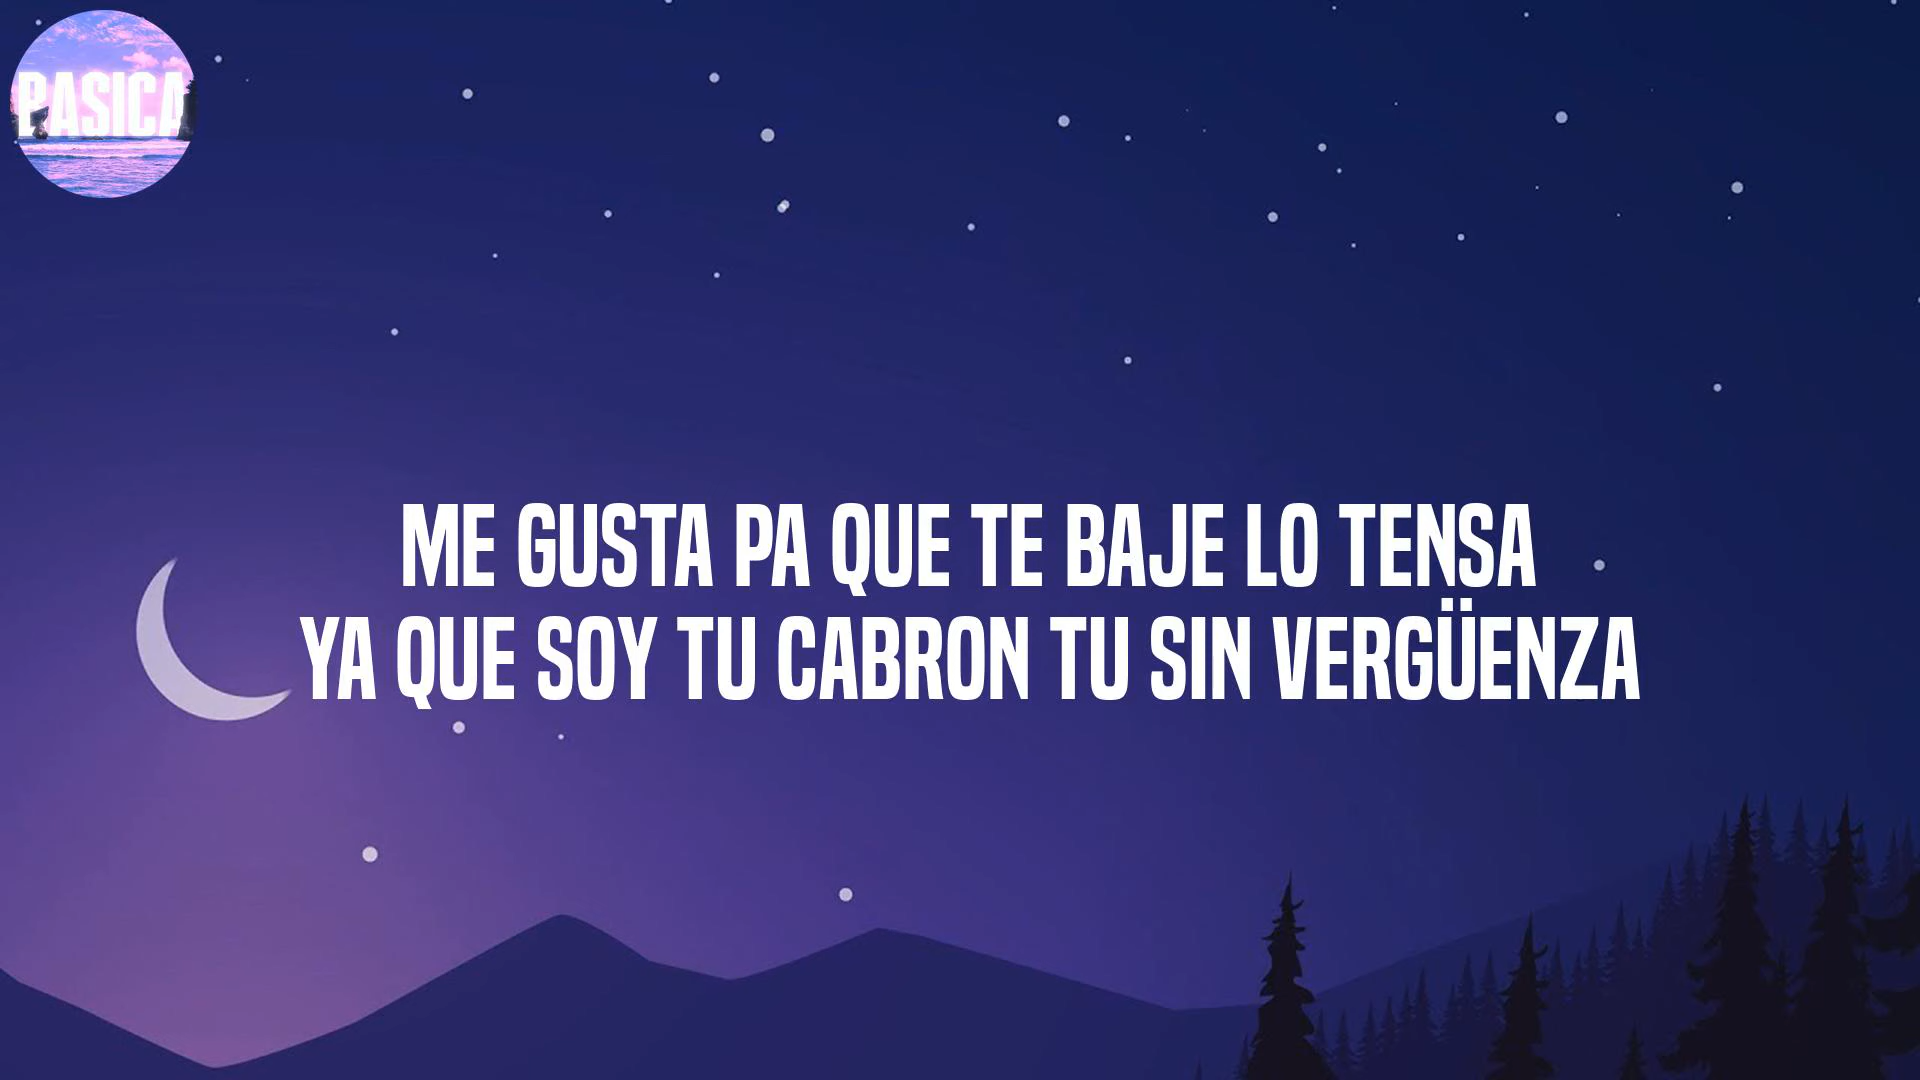 PASICA
ME GUSTA PA QUE TE BAJE LO TENSA
YA QUE SOY TU CABRON TU SIN VERGÜENZA